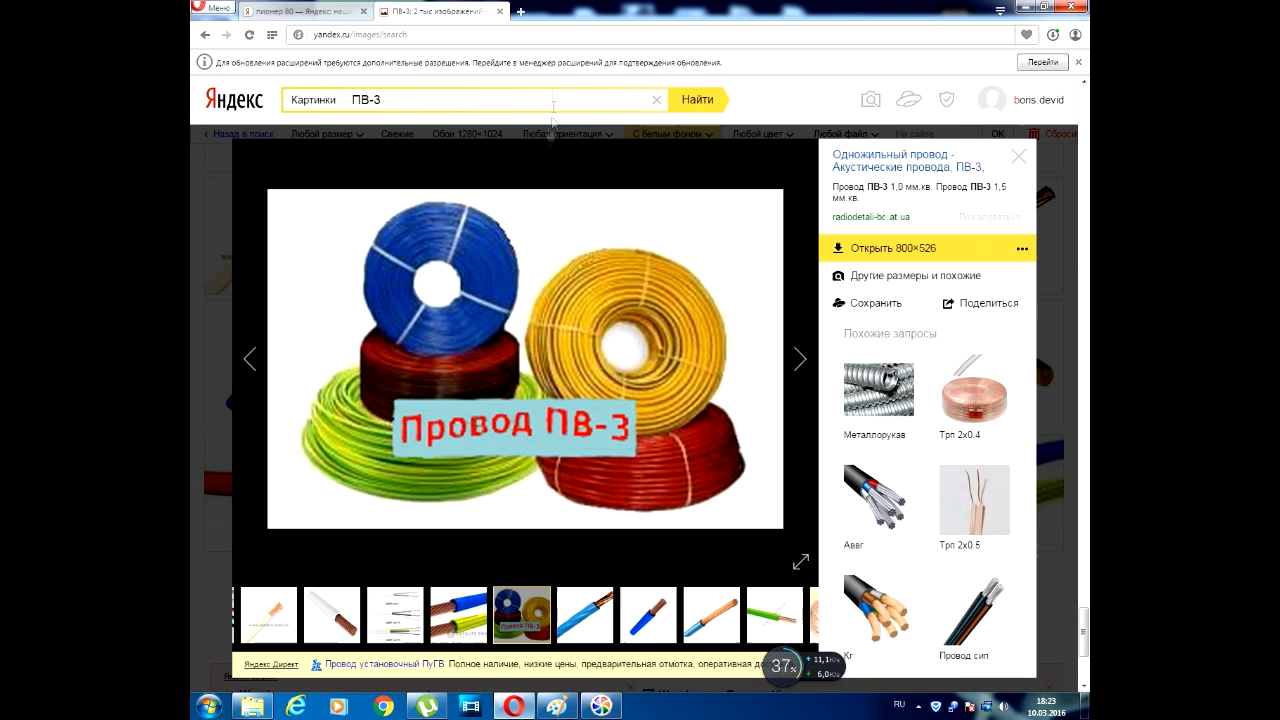 Меню
пионер 80 — Яндекс: наш
ПВ-3: 2 тыс изображений
yandex.ru/images/search
Для обновления расширений требуются дополнительные разрешения. Перейдите в менеджер расширений для подтверждения обновления.
Перейти
Яндекс
Картинки
ПВ-3
Найти
boris.devid
Назад в поиск
Любой размер
Свежие
Обои 1280×1024
Любая ориентация
С белым фоном
Любой цвет
Любой файл
На сайте
OK
Сброси
Одножильный провод -
Акустические провода, ПВ-3,
Провод ПВ-3 1,0 мм.кв. Провод ПВ-3 1,5
мм.кв.
radiodetali-bc.at.ua
Пожаловаться
Открыть 800×526
Другие размеры и похожие
Сохранить
Поделиться
Похожие запросы
Металлорукав
Трп 2х0.4
Аввг
Трп 2х0.5
Кг
Провод сип
Провод ПВ-3
Яндекс Директ
Провод установочный ПуГВ
Полное наличие, низкие цены, предварительная отмотка, оперативная
37%
11,1K/s
6,0K/s
RU
18:23
10.03.2016